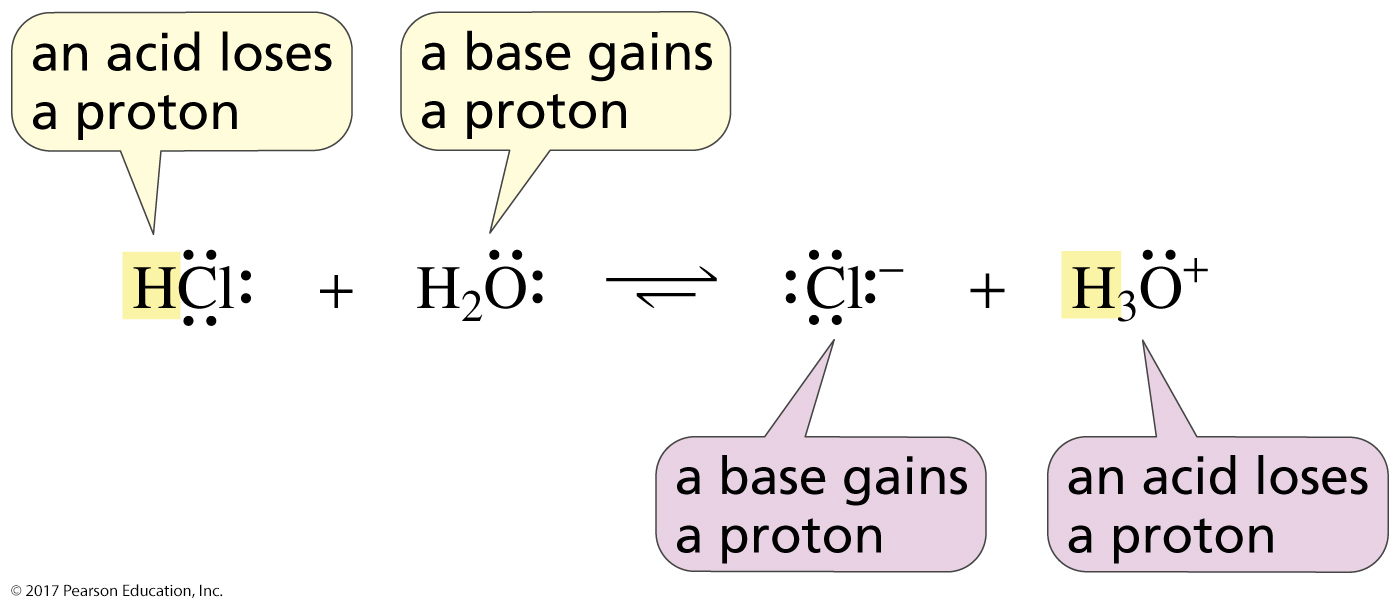 an acid loses
a proton
a base gains
a proton
HCl + H₂O ⇌ Cl⁻ + H₃O⁺
a base gains
a proton
an acid loses
a proton
© 2017 Pearson Education, Inc.